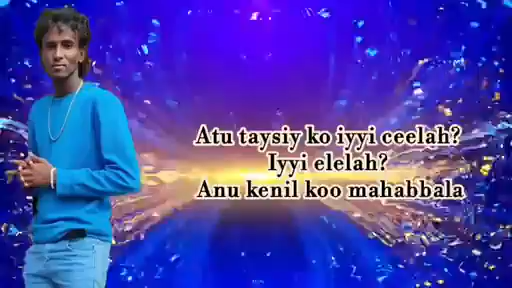 Atu taysiy ko iyyi ceelah?
Iyyi elelah?
Anu kenil koo mahabbala